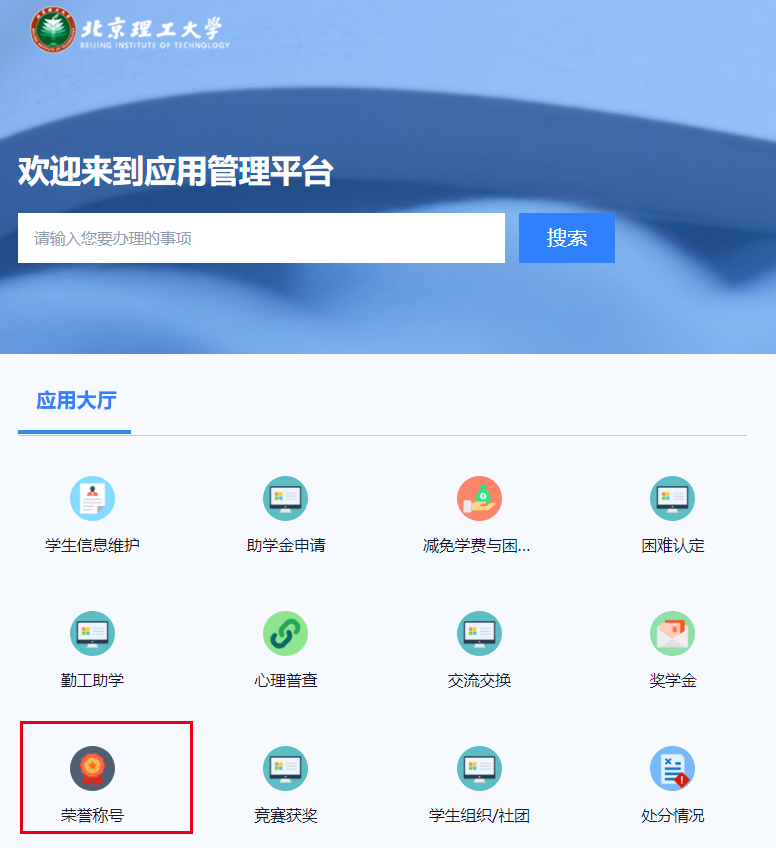 北京理工大学
BEIJING INSTITUTE OF TECHNOLOGY
欢迎来到应用管理平台
请输入您要办理的事项
搜索
应用大厅
学生信息维护
助学金申请
减免学费与困...
困难认定
勤工助学
心理普查
交流交换
奖学金
荣誉称号
竞赛获奖
学生组织/社团
处分情况